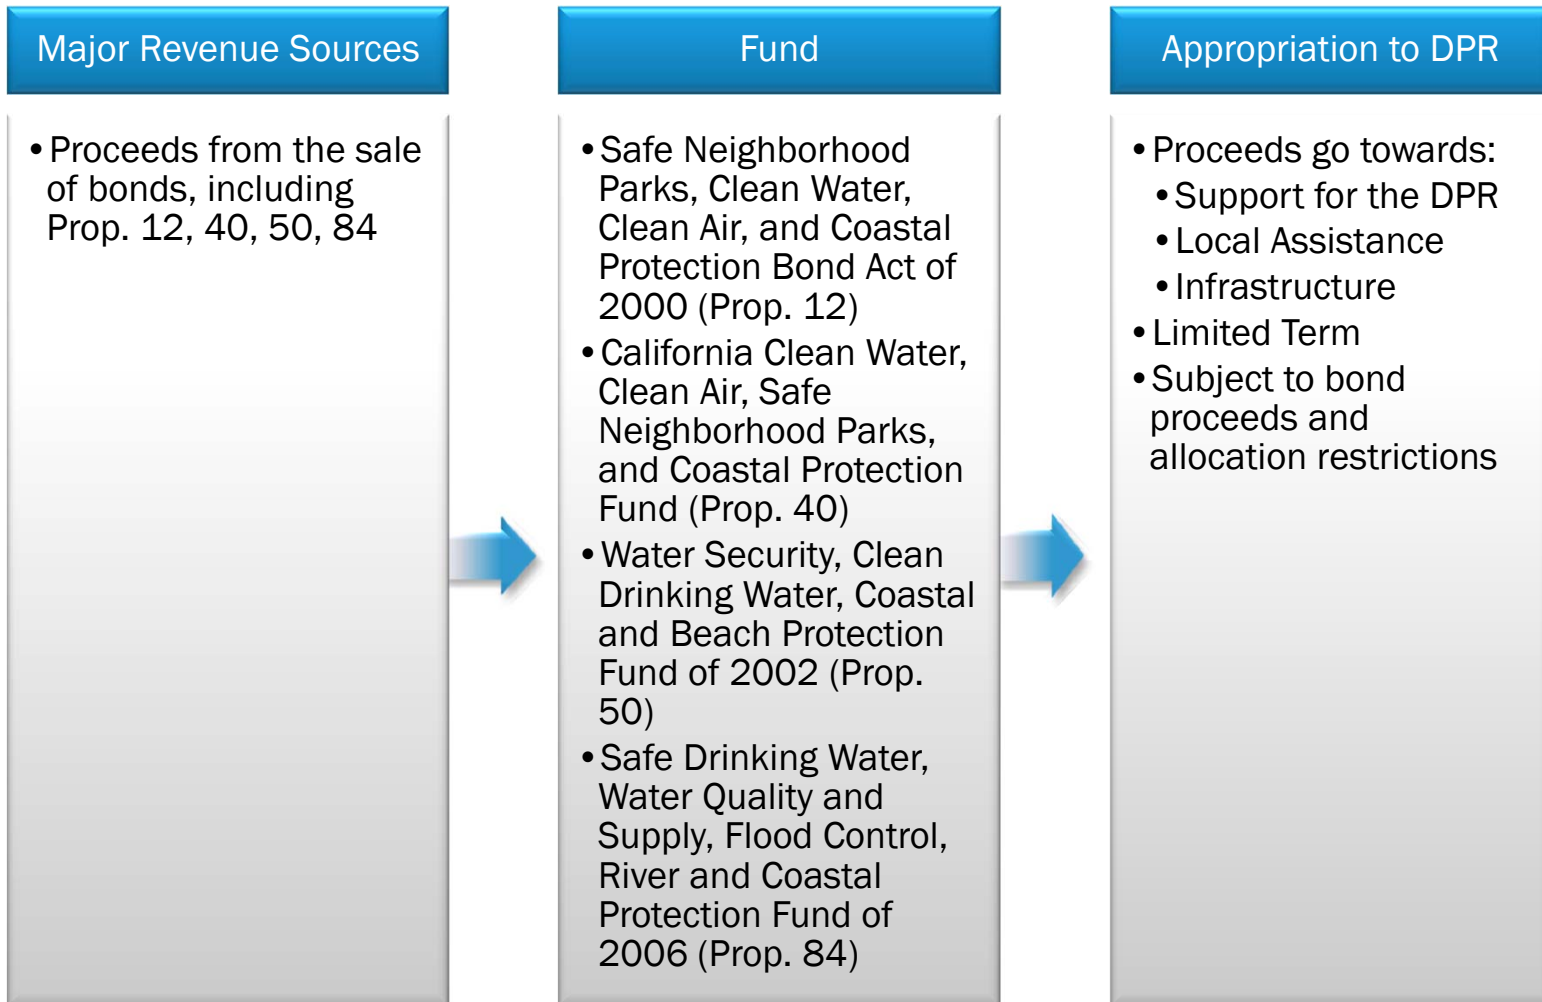 Major Revenue Sources
•Proceeds from the sale
of bonds, including
Prop. 12, 40, 50, 84
Fund
•Safe Neighborhood
Parks, Clean Water,
Clean Air, and Coastal
Protection Bond Act of
2000 (Prop. 12)
•California Clean Water,
Clean Air, Safe
Neighborhood Parks,
and Coastal Protection
Fund (Prop. 40)
•Water Security, Clean
Drinking Water, Coastal
and Beach Protection
Fund of 2002 (Prop.
50)
•Safe Drinking Water,
Water Quality and
Supply, Flood Control,
River and Coastal
Protection Fund of
2006 (Prop. 84)
Appropriation to DPR
•Proceeds go towards:
•Support for the DPR
•Local Assistance
•Infrastructure
•Limited Term
•Subject to bond
proceeds and
allocation restrictions